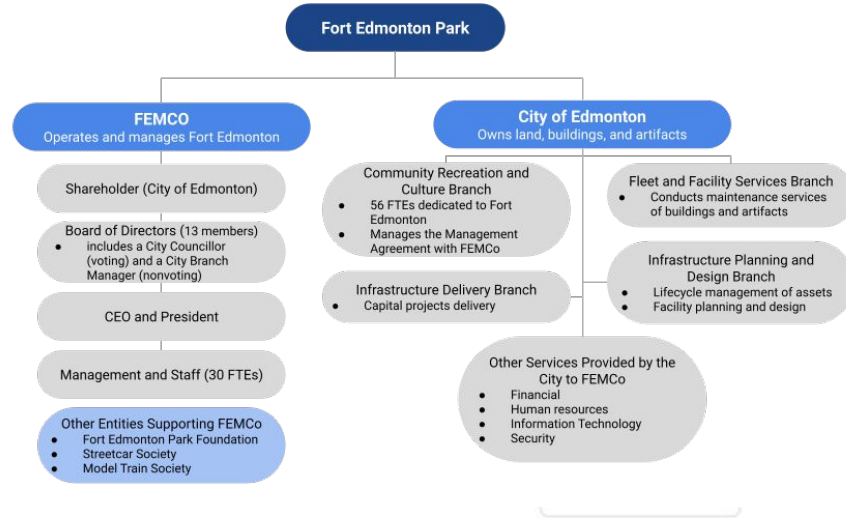 Fort Edmonton Park
FEMCO
Operates and manages Fort Edmonton
Shareholder (City of Edmonton)
Board of Directors (13 members)
● includes a City Councillor
(voting) and a City Branch
Manager (nonvoting)
CEO and President
Management and Staff (30 FTEs)
Other Entities Supporting FEMCo
● Fort Edmonton Park Foundation
● Streetcar Society
● Model Train Society
City of Edmonton
Owns land, buildings, and artifacts
Community Recreation and
Culture Branch
● 56 FTEs dedicated to Fort
Edmonton
● Manages the Management
Agreement with FEMCo
Fleet and Facility Services Branch
● Conducts maintenance services
of buildings and artifacts
Infrastructure Delivery Branch
● Capital projects delivery
Infrastructure Planning and
Design Branch
● Lifecycle management of assets
● Facility planning and design
Other Services Provided by the
City to FEMCo
● Financial
● Human resources
● Information Technology
● Security